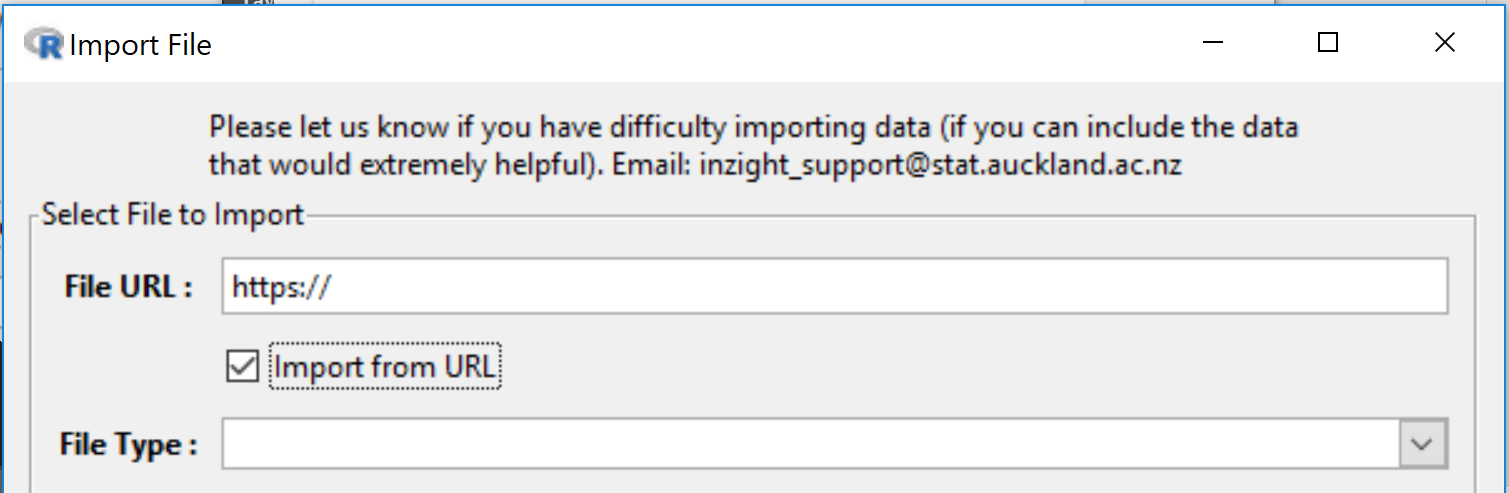 Import File
Please let us know if you have difficulty importing data (if you can include the data
that would extremely helpful). Email: inzight_support@stat.auckland.ac.nz
Select File to Import
File URL : https://
Import from URL
File Type :